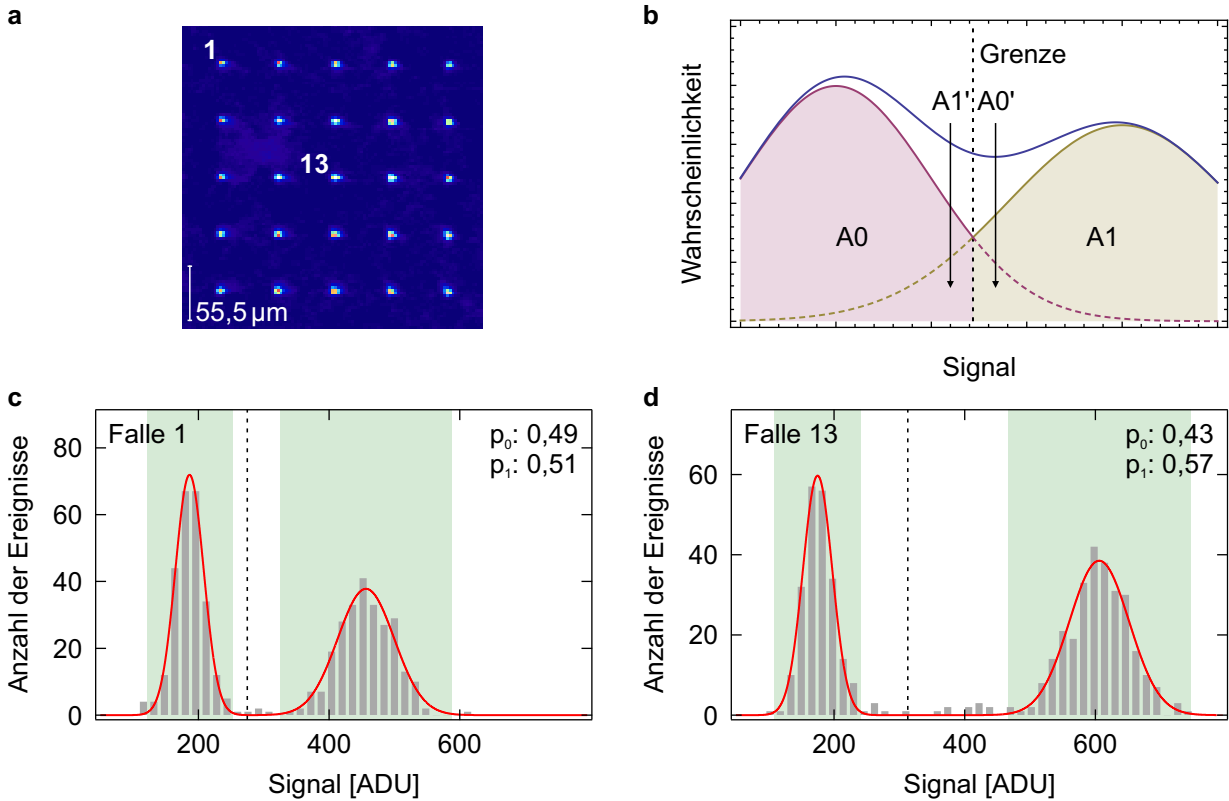 a
1
13
55,5 µm
b
Wahrscheinlichkeit
Grenze
A1' A0'
A0
A1
Signal
c
Anzahl der Ereignisse
80
60
40
20
0
Falle 1
p₀: 0,49
p₁: 0,51
200 400 600
Signal [ADU]
d
Anzahl der Ereignisse
60
40
20
0
Falle 13
p₀: 0,43
p₁: 0,57
200 400 600
Signal [ADU]